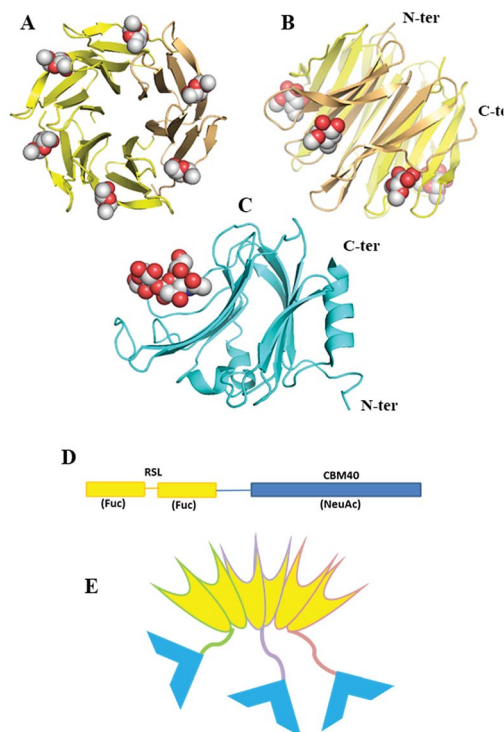 A
B
N-ter
C-te
C
C-ter
N-ter
D
RSL
CBM40
(Fuc)
(Fuc)
(NeuAc)
E